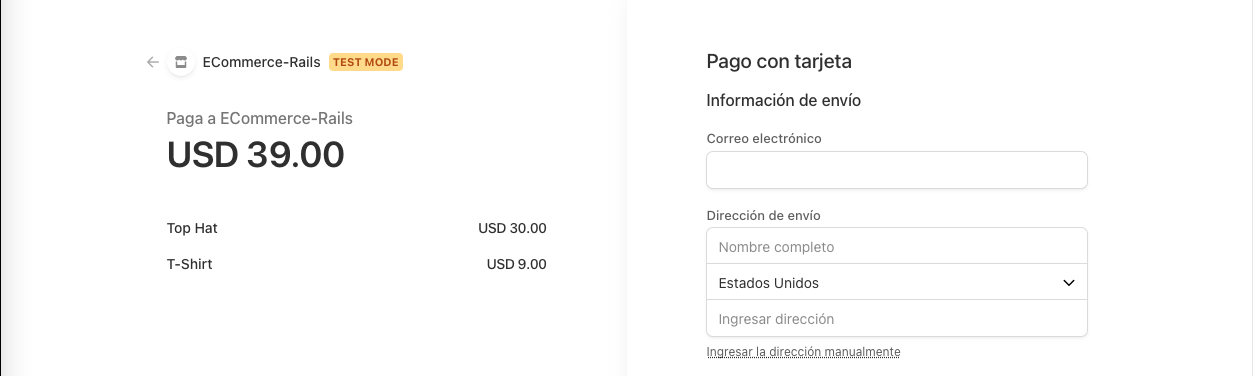 ECommerce-Rails TEST MODE
Paga a ECommerce-Rails
USD 39.00
Top Hat USD 30.00
T-Shirt USD 9.00
Pago con tarjeta
Información de envío
Correo electrónico
Dirección de envío
Nombre completo
Estados Unidos
Ingresar dirección
Ingresar la dirección manualmente